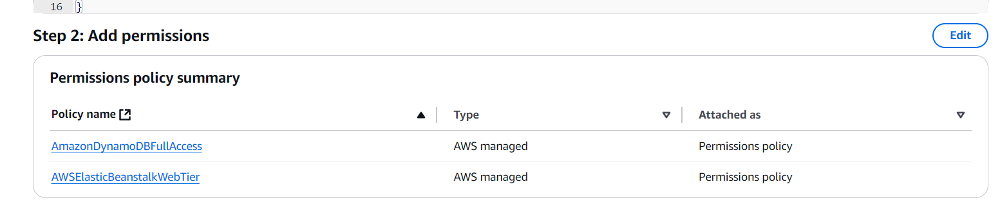 16 }
Step 2: Add permissions
Edit
Permissions policy summary
Policy name Type Attached as
AmazonDynamoDBFullAccess AWS managed Permissions policy
AWSElasticBeanstalkWebTier AWS managed Permissions policy